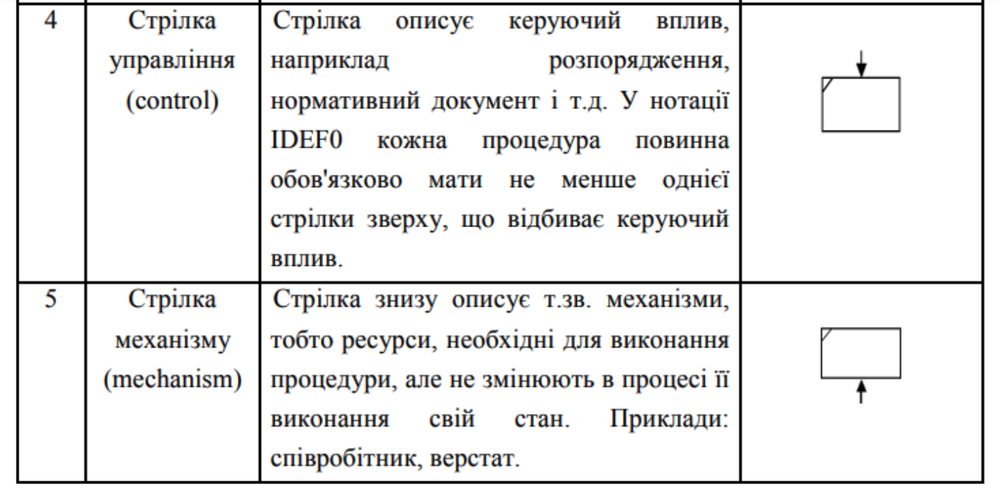 4
Стрілка
управління
(control)
Стрілка описує керуючий вплив,
наприклад розпорядження,
нормативний документ і т.д. У нотації
IDEF0 кожна процедура повинна
обов'язково мати не менше однієї
стрілки зверху, що відбиває керуючий
вплив.
5
Стрілка
механізму
(mechanism)
Стрілка знизу описує т.зв. механізми,
тобто ресурси, необхідні для виконання
процедури, але не змінюють в процесі її
виконання свій стан. Приклади:
співробітник, верстат.